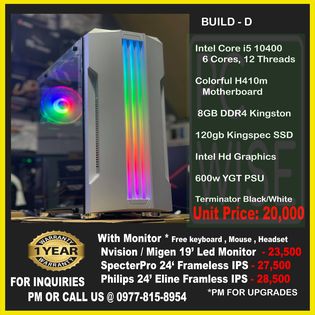 BUILD - D
Intel Core i5 10400
6 Cores, 12 Threads
Colorful H410m
Motherboard
8GB DDR4 Kingston
120gb Kingspec SSD
Intel Hd Graphics
600w YGT PSU
Terminator Black/White
Unit Price: 20,000
WARRANTY
1 YEAR
WARRANTY
With Monitor * Free keyboard , Mouse , Headset
Nvision / Migen 19' Led Monitor - 23,500
SpecterPro 24' Frameless IPS - 27,500
Philips 24' Eline Framless IPS - 28,500
FOR INQUIRIES
PM OR CALL US @ 0977-815-8954
*PM FOR UPGRADES